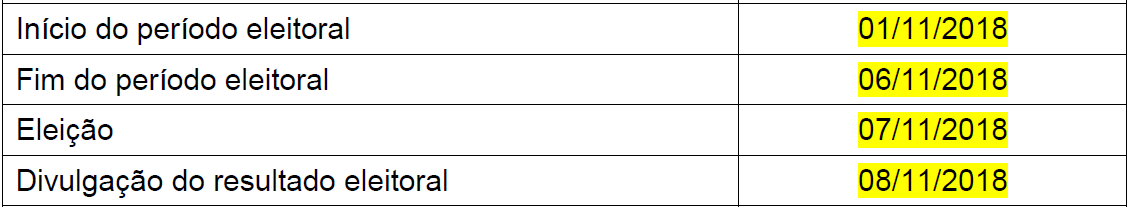 Início do período eleitoral 01/11/2018
Fim do período eleitoral 06/11/2018
Eleição 07/11/2018
Divulgação do resultado eleitoral 08/11/2018